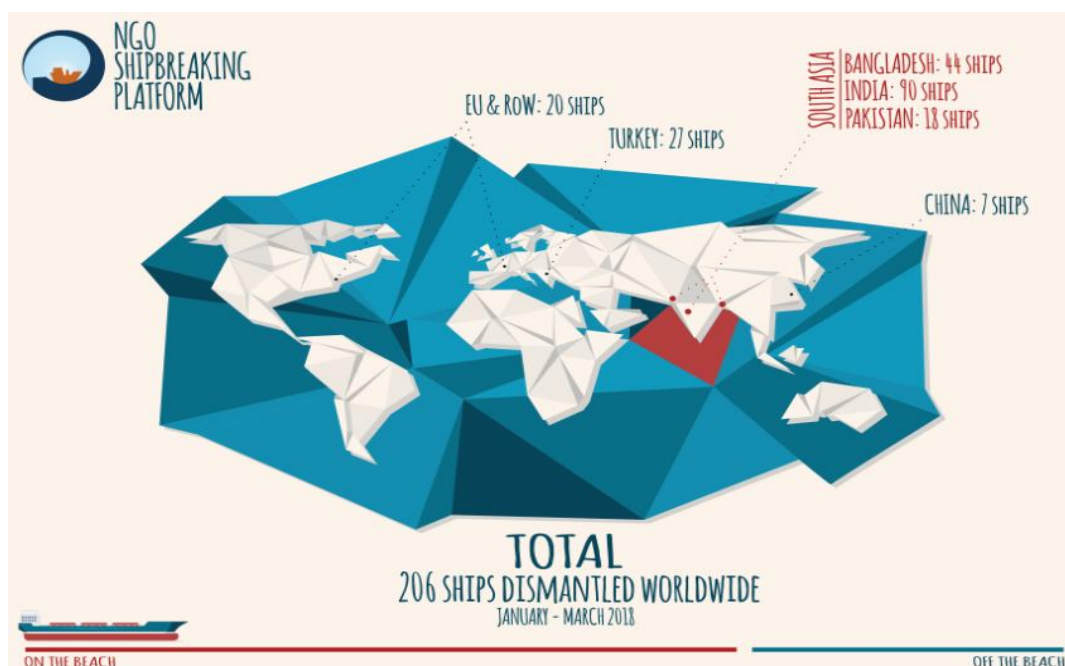 NGO
SHIPBREAKING
PLATFORM
EU & RoW: 20 SHIPS
TURKEY: 27 SHIPS
SOUTH ASIA
BANGLADESH: 44 SHIPS
INDIA: 90 SHIPS
PAKISTAN: 18 SHIPS
CHINA: 7 SHIPS
TOTAL
206 SHIPS DISMANTLED WORLDWIDE
JANUARY - MARCH 2018
ON THE BEACH
OFF THE BEACH